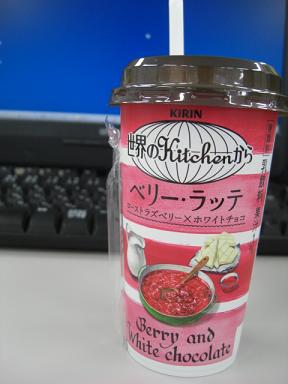 KIRIN
世界のKitchenから
ベリー・ラッテ
ローストラズベリー×ホワイトチョコ
Berry and
White chocolate